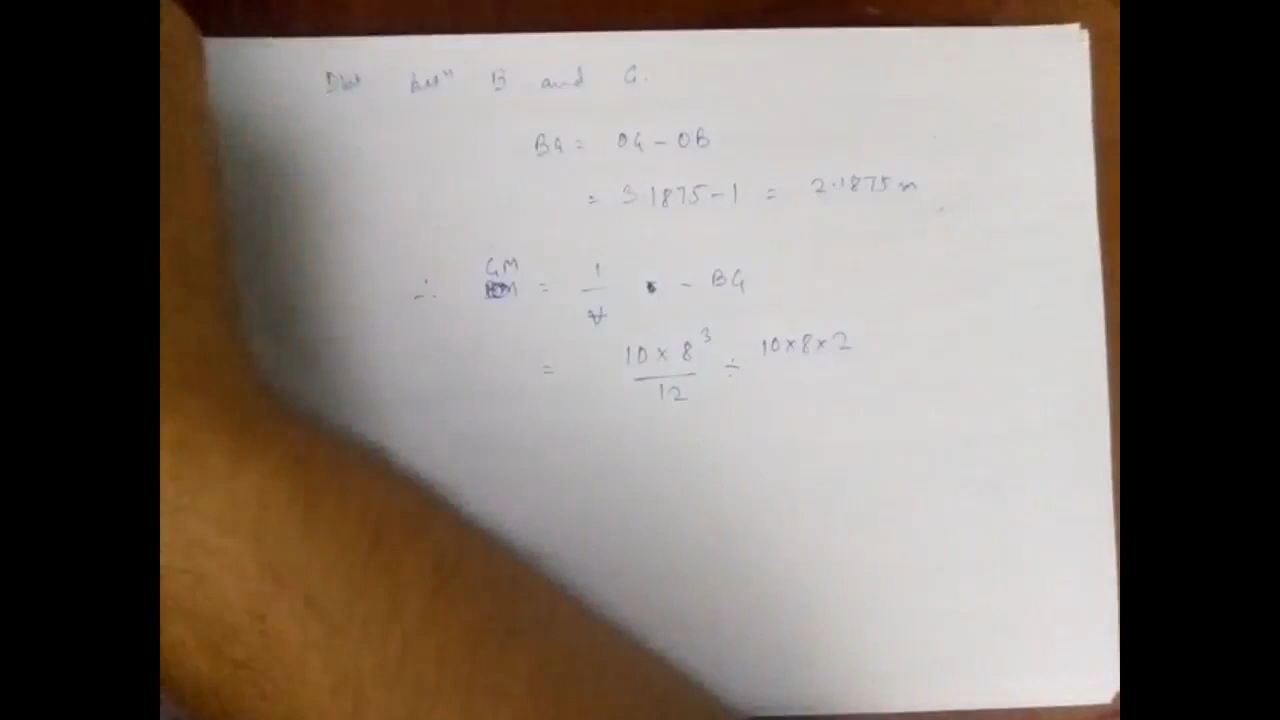 Dist betn B and G.
BG = OG - OB
= 3.1875 - 1 = 2.1875 m
∴ GM = I/∀ - BG
= 10 × 8³/12 ÷ 10×8×2